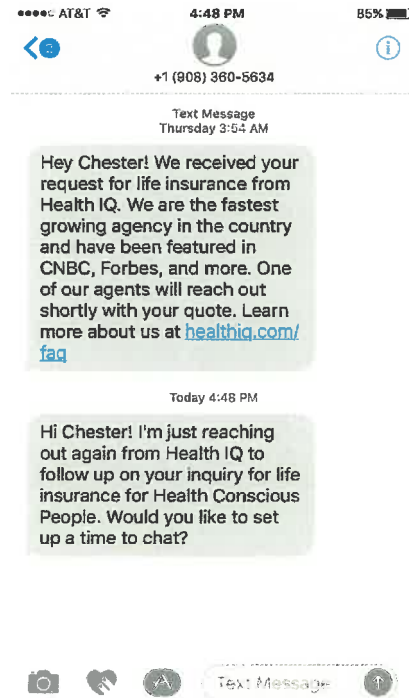 AT&T 4:48 PM 85%
+1 (908) 360-5634
Text Message
Thursday 3:54 AM
Hey Chester! We received your
request for life insurance from
Health IQ. We are the fastest
growing agency in the country
and have been featured in
CNBC, Forbes, and more. One
of our agents will reach out
shortly with your quote. Learn
more about us at healthiq.com/
faq
Today 4:48 PM
Hi Chester! I'm just reaching
out again from Health IQ to
follow up on your inquiry for life
insurance for Health Conscious
People. Would you like to set
up a time to chat?
Text Message